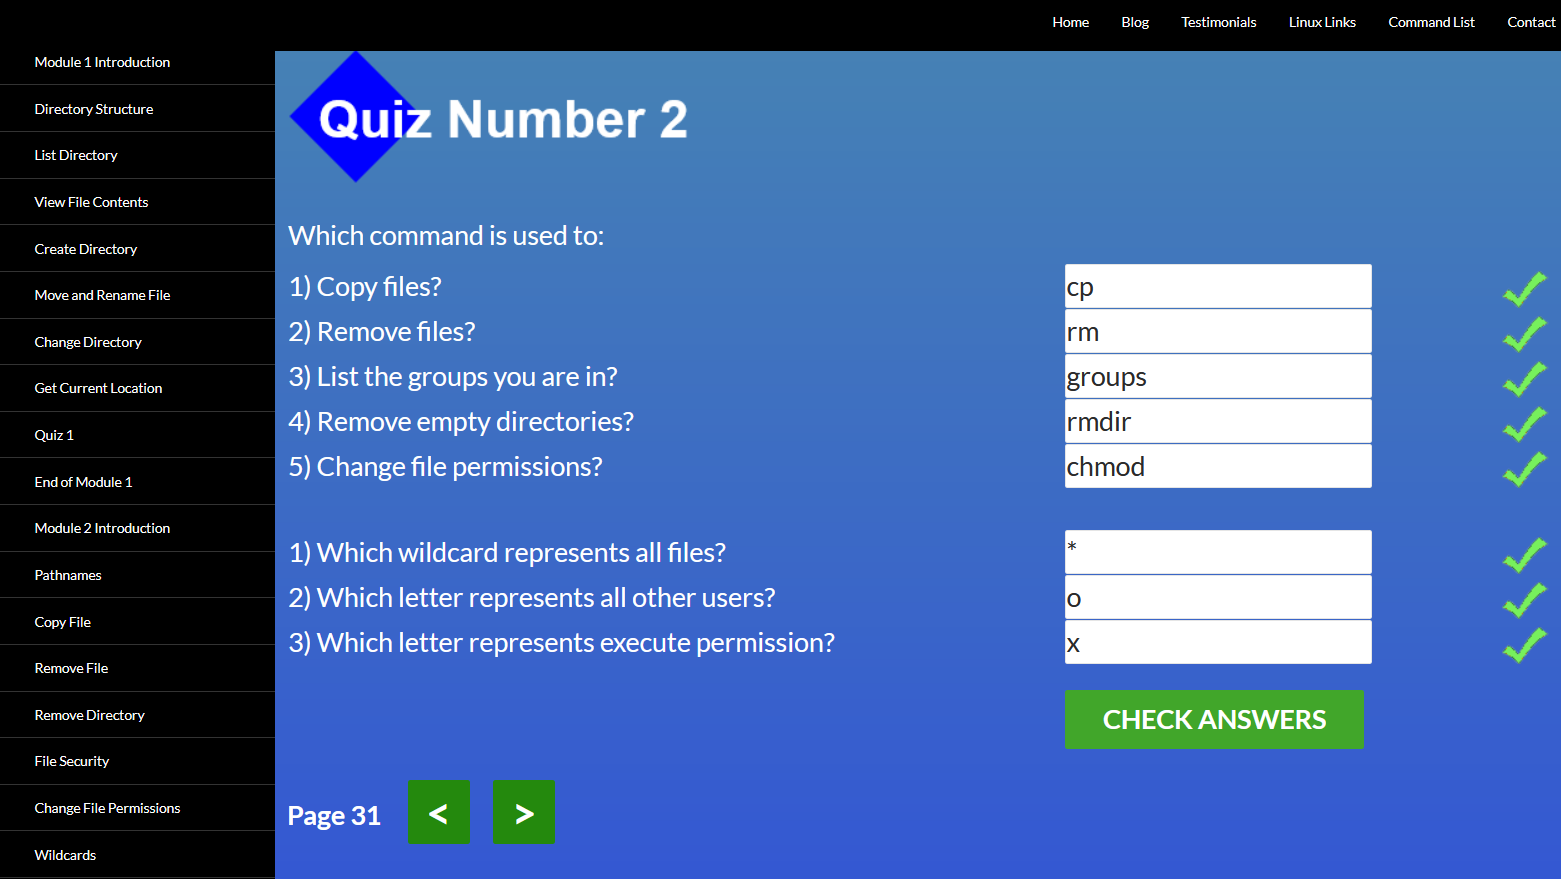 Home Blog Testimonials Linux Links Command List Contact
Module 1 Introduction
Directory Structure
List Directory
View File Contents
Create Directory
Move and Rename File
Change Directory
Get Current Location
Quiz 1
End of Module 1
Module 2 Introduction
Pathnames
Copy File
Remove File
Remove Directory
File Security
Change File Permissions
Wildcards
Quiz Number 2
Which command is used to:
1) Copy files? cp
2) Remove files? rm
3) List the groups you are in? groups
4) Remove empty directories? rmdir
5) Change file permissions? chmod
1) Which wildcard represents all files? *
2) Which letter represents all other users? o
3) Which letter represents execute permission? x
CHECK ANSWERS
Page 31 < >